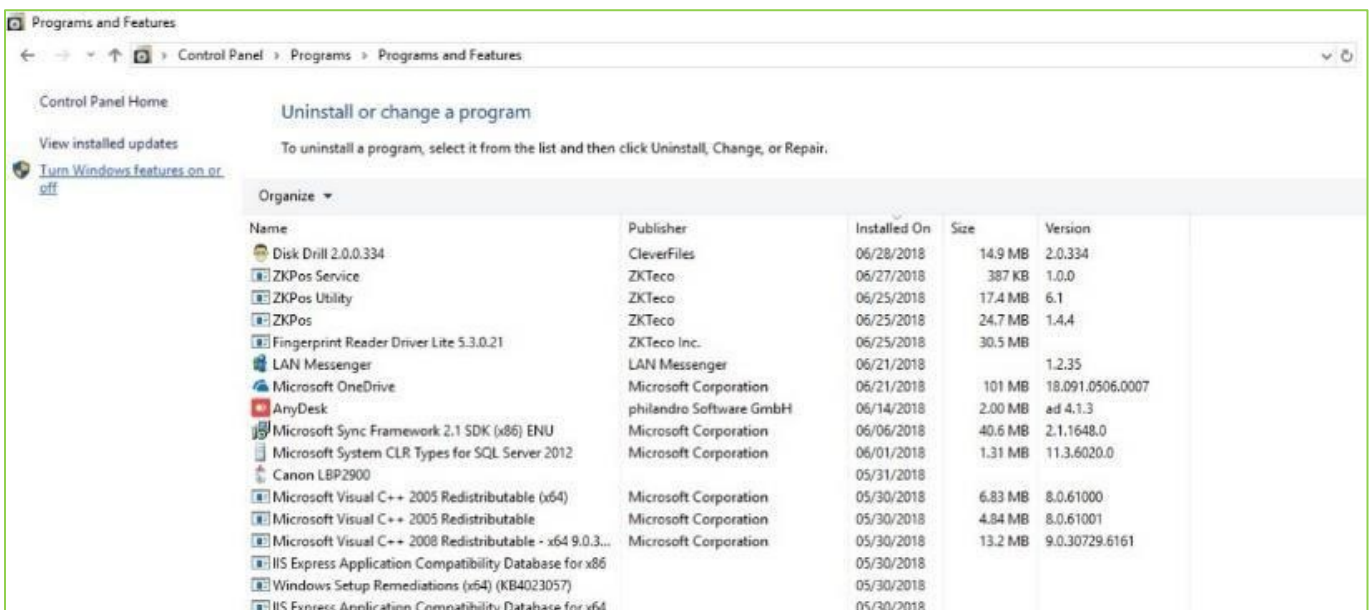 Programs and Features
Control Panel > Programs > Programs and Features
Control Panel Home
View installed updates
Turn Windows features on or
off
Uninstall or change a program
To uninstall a program, select it from the list and then click Uninstall, Change, or Repair.
Organize
Name Publisher Installed On Size Version
Disk Drill 2.0.0.334 CleverFiles 06/28/2018 14.9 MB 2.0.334
ZKPos Service ZKTeco 06/27/2018 387 KB 1.0.0
ZKPos Utility ZKTeco 06/25/2018 17.4 MB 6.1
ZKPos ZKTeco 06/25/2018 24.7 MB 1.4.4
Fingerprint Reader Driver Lite 5.3.0.21 ZKTeco Inc. 06/25/2018 30.5 MB
LAN Messenger LAN Messenger 06/21/2018 1.2.35
Microsoft OneDrive Microsoft Corporation 06/21/2018 101 MB 18.091.0506.0007
AnyDesk philandro Software GmbH 06/14/2018 2.00 MB ad 4.1.3
Microsoft Sync Framework 2.1 SDK (x86) ENU Microsoft Corporation 06/06/2018 40.6 MB 2.1.1648.0
Microsoft System CLR Types for SQL Server 2012 Microsoft Corporation 06/01/2018 1.31 MB 11.3.6020.0
Canon LBP2900 05/31/2018
Microsoft Visual C++ 2005 Redistributable (x64) Microsoft Corporation 05/30/2018 6.83 MB 8.0.61000
Microsoft Visual C++ 2005 Redistributable Microsoft Corporation 05/30/2018 4.84 MB 8.0.61001
Microsoft Visual C++ 2008 Redistributable - x64 9.0.3... Microsoft Corporation 05/30/2018 13.2 MB 9.0.30729.6161
IIS Express Application Compatibility Database for x86 05/30/2018
Windows Setup Remediations (x64) (KB4023057) 05/30/2018
IIS Express Application Compatibility Database for x64 05/30/2018